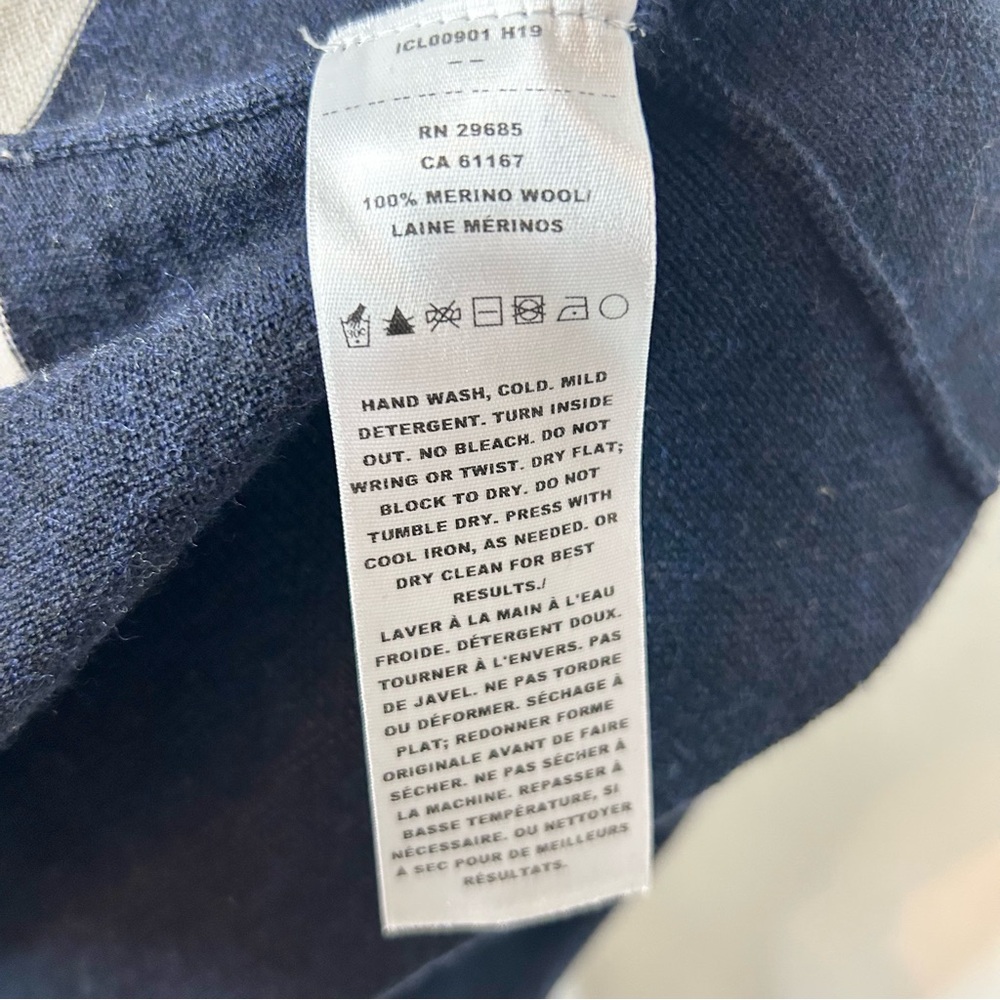 ICL00901 H19
--
RN 29685
CA 61167
100% MERINO WOOL/
LAINE MÉRINOS
HAND WASH, COLD. MILD
DETERGENT. TURN INSIDE
OUT. NO BLEACH. DO NOT
WRING OR TWIST. DRY FLAT;
BLOCK TO DRY. DO NOT
TUMBLE DRY. PRESS WITH
COOL IRON, AS NEEDED. OR
DRY CLEAN FOR BEST
RESULTS./
LAVER À LA MAIN À L'EAU
FROIDE. DÉTERGENT DOUX.
TOURNER À L'ENVERS. PAS
DE JAVEL. NE PAS TORDRE
OU DÉFORMER. SÉCHAGE À
PLAT; REDONNER FORME
ORIGINALE AVANT DE FAIRE
SÉCHER. NE PAS SÉCHER À
LA MACHINE. REPASSER À
BASSE TEMPÉRATURE, SI
NÉCESSAIRE. OU NETTOYER
À SEC POUR DE MEILLEURS
RÉSULTATS.